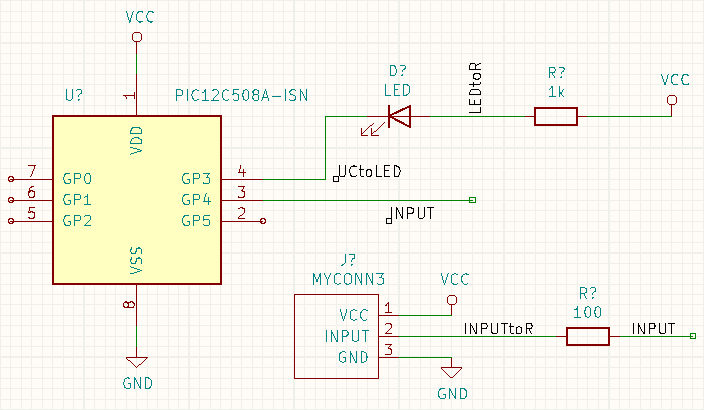 VCC
U?
PIC12C508A-ISN
1
VDD
D?
LED
LEDtoR
R?
1k
VCC
7 GP0
6 GP1
5 GP2
GP3 4
GP4 3
GP5 2
UCtoLED
INPUT
VSS
8
GND
J?
MYCONN3
VCC 1
INPUT 2
GND 3
VCC
GND
INPUTtoR
R?
100
INPUT